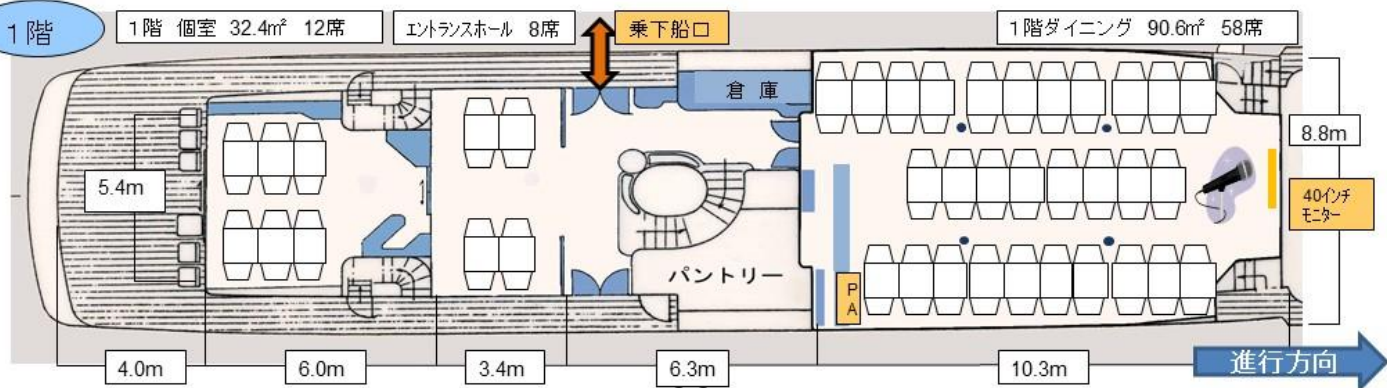 1階
1階 個室 32.4㎡ 12席
エントランスホール 8席
乗下船口
1階ダイニング 90.6㎡ 58席
倉庫
8.8m
5.4m
40インチ
モニター
パントリー
P
A
4.0m
6.0m
3.4m
6.3m
10.3m
進行方向